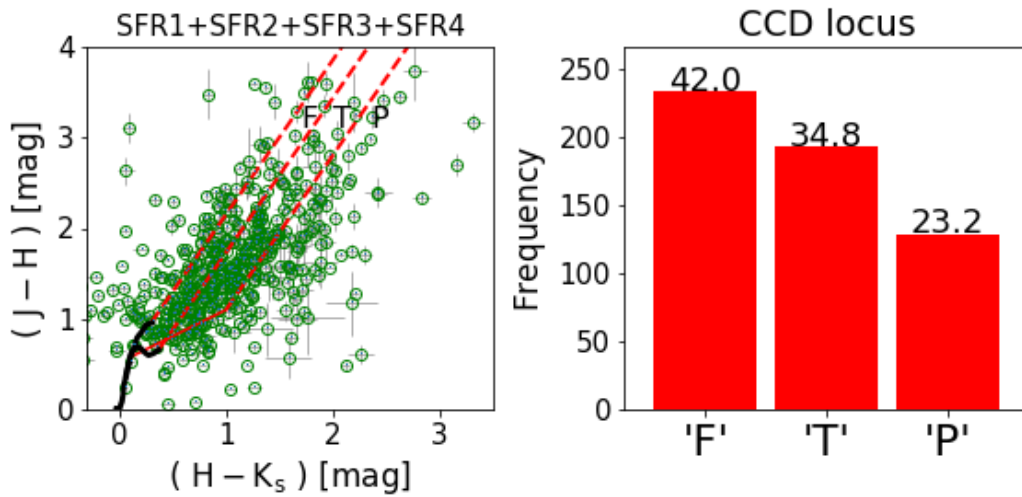 SFR1+SFR2+SFR3+SFR4
( J − H ) [mag]
4
3
2
1
0
F T P
0 1 2 3
( H − Ks ) [mag]
CCD locus
Frequency
250
200
150
100
50
0
42.0
34.8
23.2
'F' 'T' 'P'